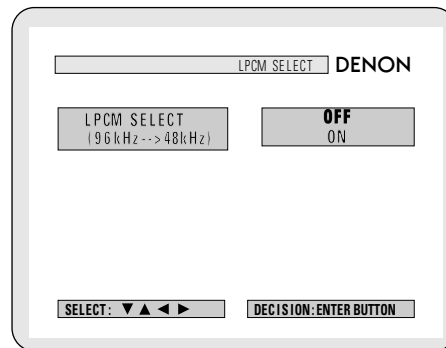 LPCM SELECT DENON
LPCM SELECT
(96kHz-->48kHz)
OFF
ON
SELECT: ▼ ▲ ◄ ►
DECISION:ENTER BUTTON